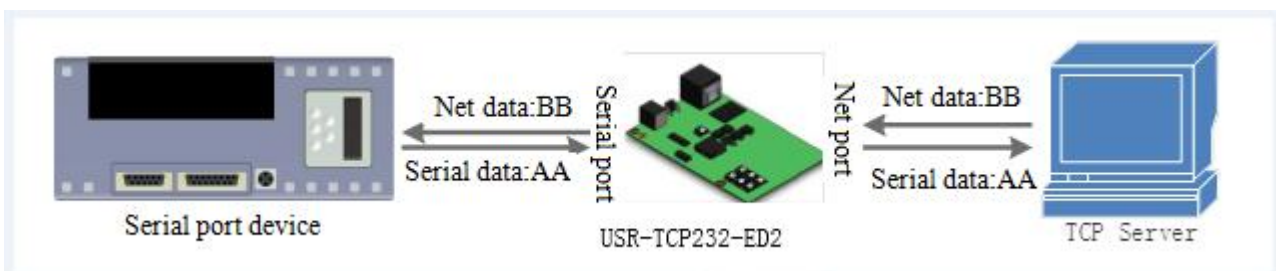 Net data:BB
Serial data:AA
Serial port device
Serial port
USR-TCP232-ED2
Net port
Net data:BB
Serial data:AA
TCP Server